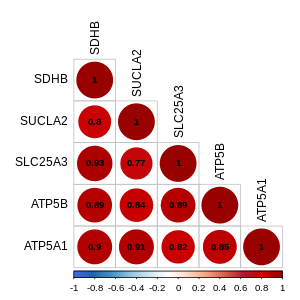 SDHB
SUCLA2
SLC25A3
ATP5B
ATP5A1
SDHB 1
SUCLA2 0.8 1
SLC25A3 0.93 0.77 1
ATP5B 0.89 0.84 0.89 1
ATP5A1 0.9 0.91 0.82 0.85 1
-1 -0.8 -0.6 -0.4 -0.2 0 0.2 0.4 0.6 0.8 1